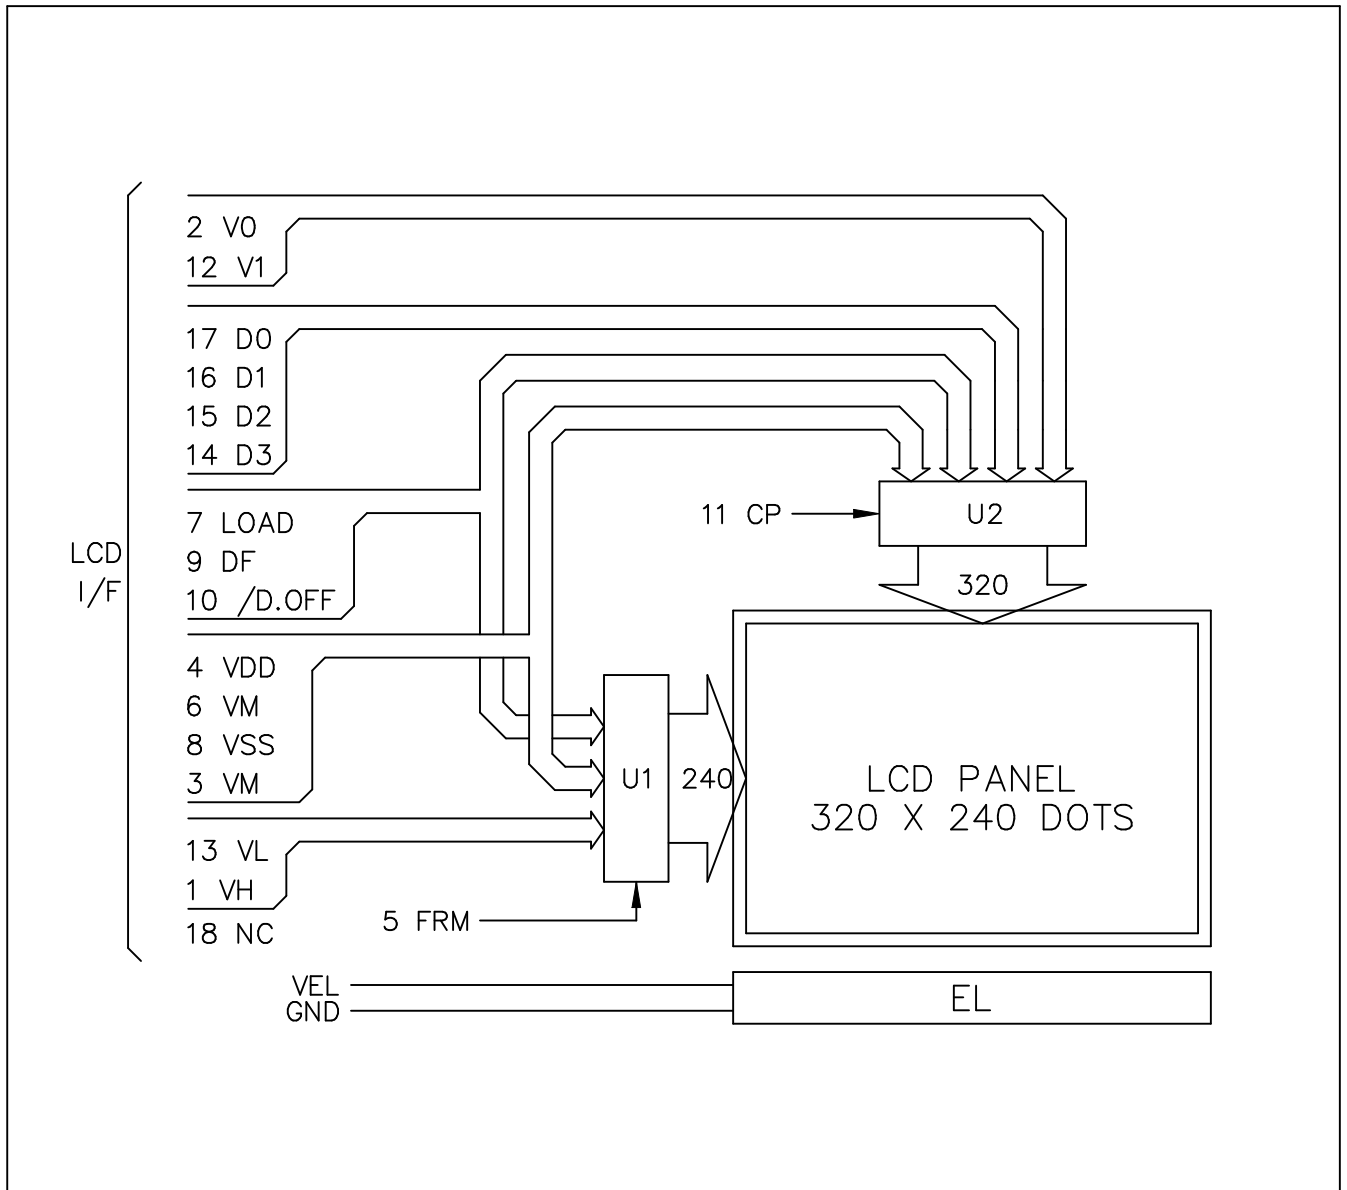 2 V0
12 V1
17 D0
16 D1
15 D2
14 D3
7 LOAD
9 DF
10 /D.OFF
LCD
I/F
4 VDD
6 VM
8 VSS
3 VM
13 VL
1 VH
18 NC
11 CP
U2
320
U1
240
5 FRM
LCD PANEL
320 X 240 DOTS
VEL
GND
EL